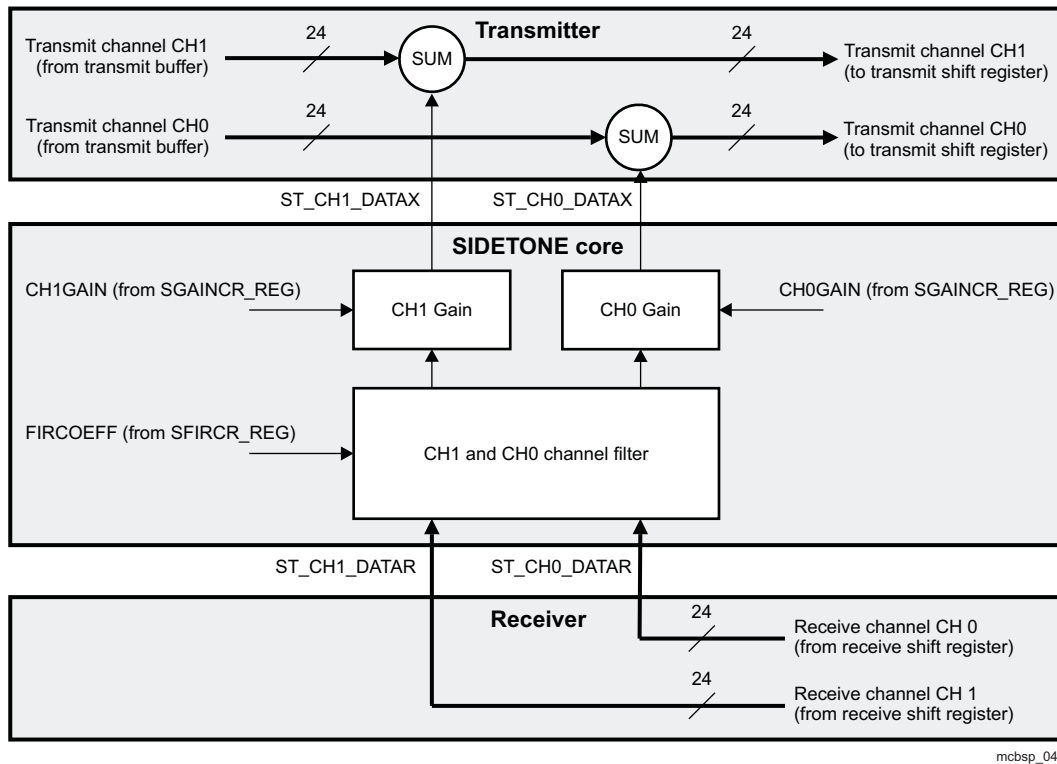 Transmitter
Transmit channel CH1
(from transmit buffer)
24
SUM
24
Transmit channel CH1
(to transmit shift register)
Transmit channel CH0
(from transmit buffer)
24
SUM
24
Transmit channel CH0
(to transmit shift register)
ST_CH1_DATAX
ST_CH0_DATAX
SIDETONE core
CH1GAIN (from SGAINCR_REG)
CH1 Gain
CH0 Gain
CH0GAIN (from SGAINCR_REG)
FIRCOEFF (from SFIRCR_REG)
CH1 and CH0 channel filter
ST_CH1_DATAR
ST_CH0_DATAR
Receiver
24
Receive channel CH 0
(from receive shift register)
24
Receive channel CH 1
(from receive shift register)
mcbsp_04